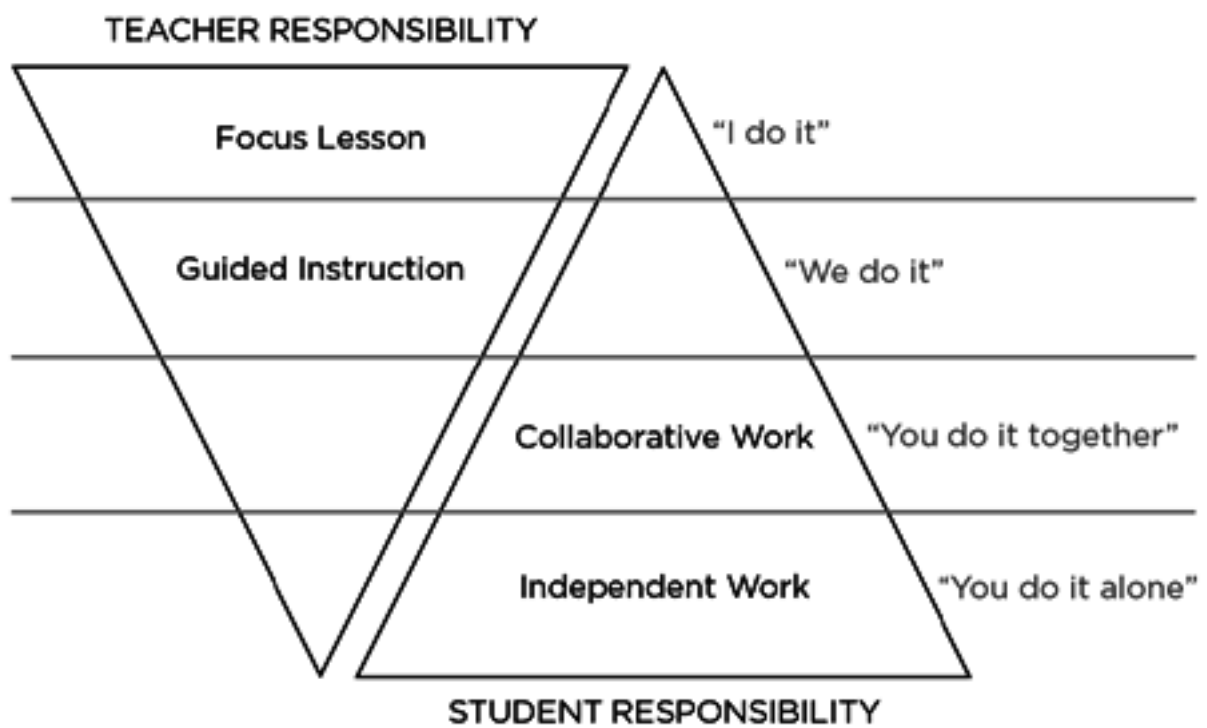 TEACHER RESPONSIBILITY
Focus Lesson
“I do it”
Guided Instruction
“We do it”
Collaborative Work
“You do it together”
Independent Work
“You do it alone”
STUDENT RESPONSIBILITY